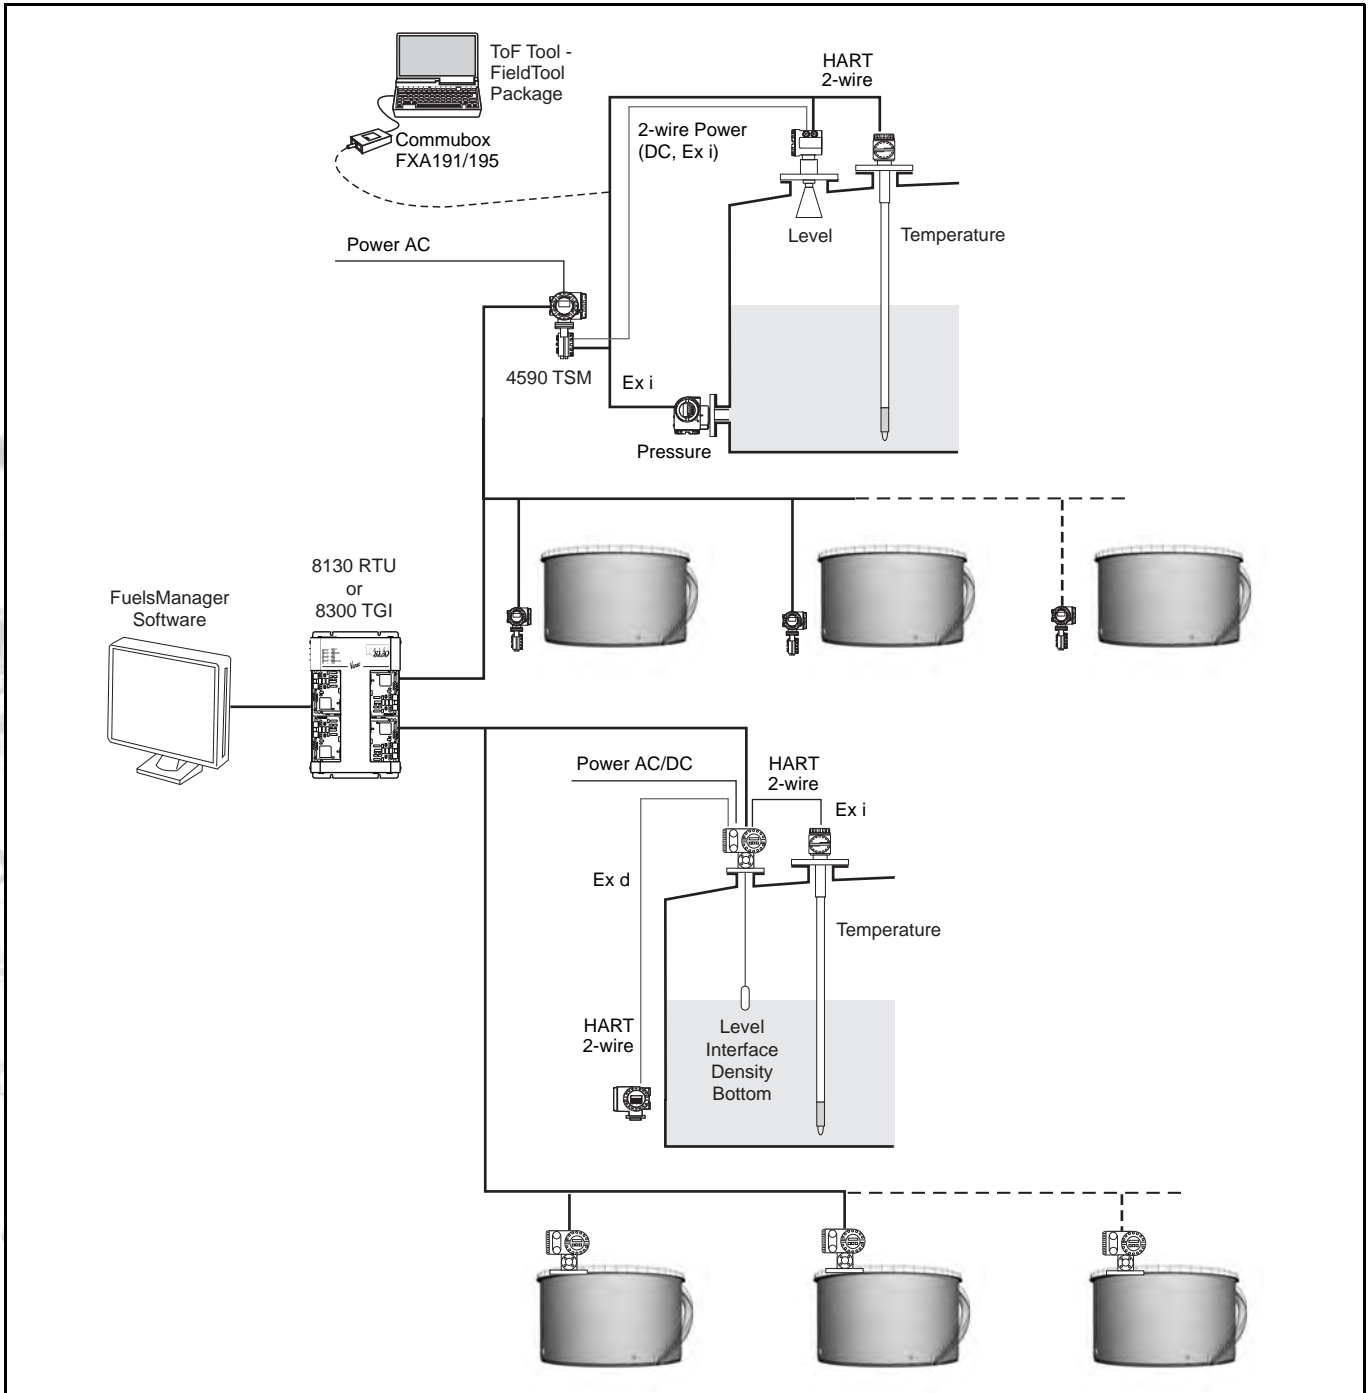 ToF Tool -
FieldTool
Package
Commubox
FXA191/195
HART
2-wire
2-wire Power
(DC, Ex i)
Level
Temperature
Power AC
4590 TSM
Ex i
Pressure
8130 RTU
or
8300 TGI
FuelsManager
Software
8130
Power AC/DC
HART
2-wire
Ex i
Ex d
Temperature
HART
2-wire
Level
Interface
Density
Bottom